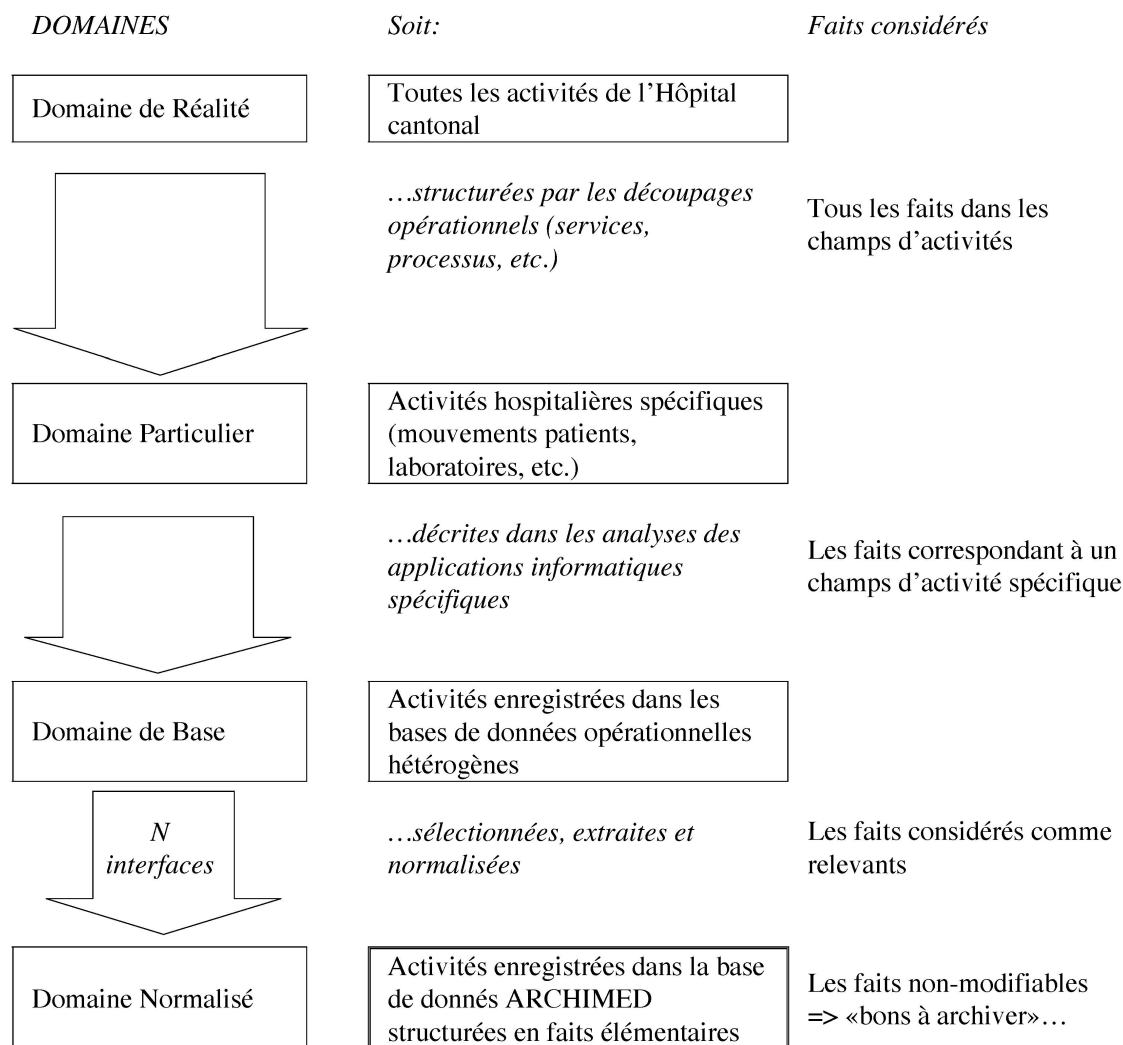 DOMAINES Soit: Faits considérés
Domaine de Réalité
Toutes les activités de l’Hôpital
cantonal
…structurées par les découpages
opérationnels (services,
processus, etc.)
Tous les faits dans les
champs d’activités
Domaine Particulier
Activités hospitalières spécifiques
(mouvements patients,
laboratoires, etc.)
…décrites dans les analyses des
applications informatiques
spécifiques
Les faits correspondant à un
champs d’activité spécifique
Domaine de Base
Activités enregistrées dans les
bases de données opérationnelles
hétérogènes
N
interfaces
…sélectionnées, extraites et
normalisées
Les faits considérés comme
relevants
Domaine Normalisé
Activités enregistrées dans la base
de donnés ARCHIMED
structurées en faits élémentaires
Les faits non-modifiables
=> «bons à archiver»…